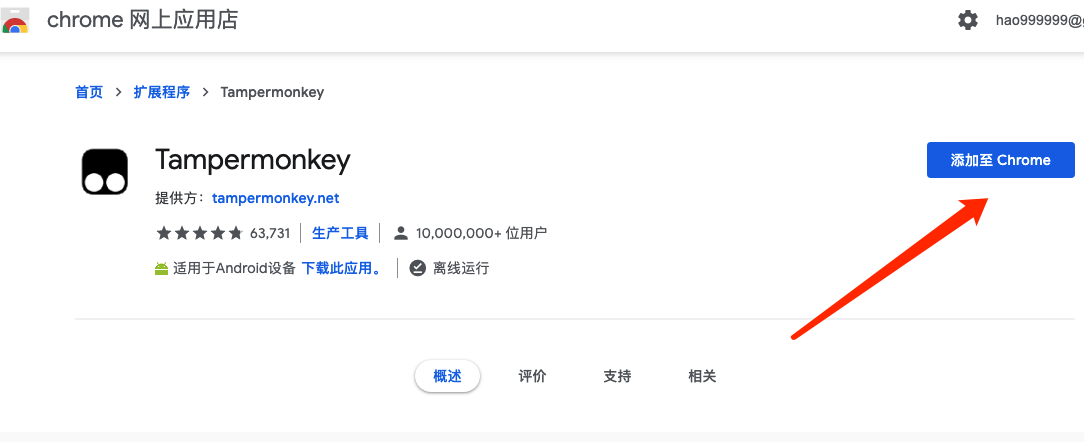 chrome 网上应用店
hao999999@g
首页 > 扩展程序 > Tampermonkey
Tampermonkey
添加至 Chrome
提供方：tampermonkey.net
63,731 生产工具 10,000,000+ 位用户
适用于Android设备 下载此应用。 离线运行
概述 评价 支持 相关